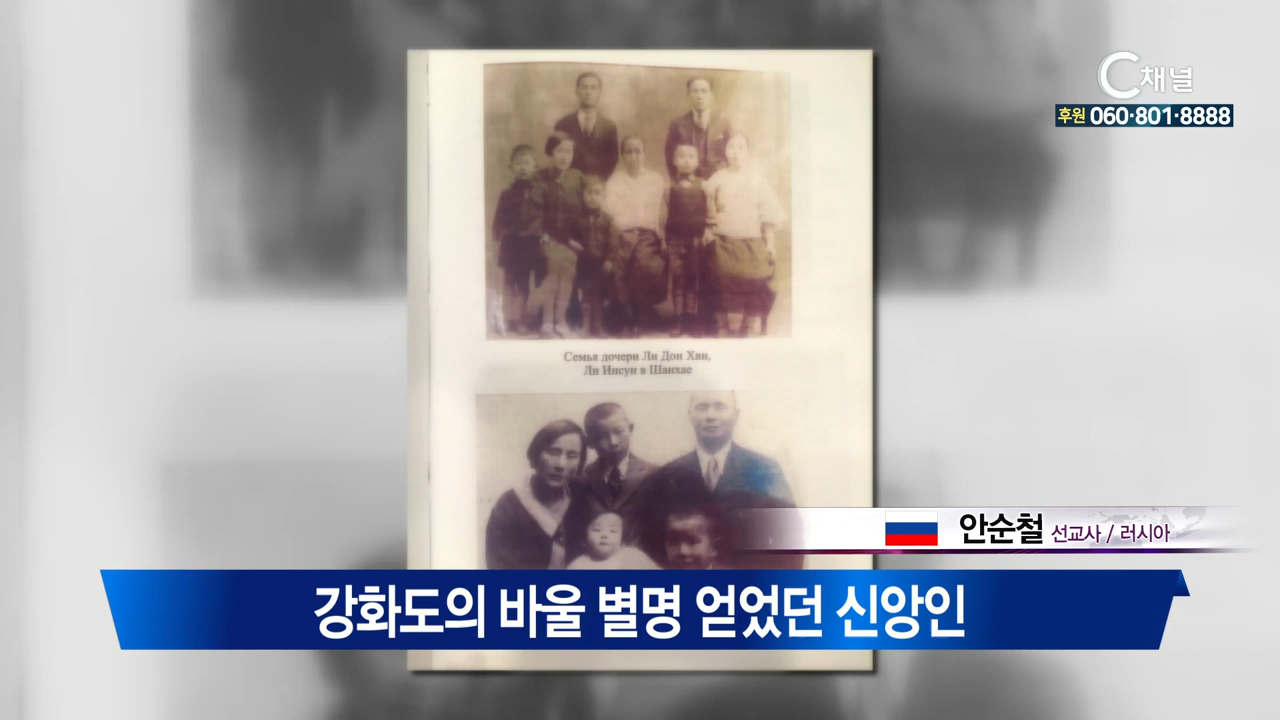 C채널
후원 060·801·8888
Семья дочери Ли Дон Хви,
Ли Иисун в Шанхае
안순철 선교사 / 러시아
강화도의 바울 별명 얻었던 신앙인